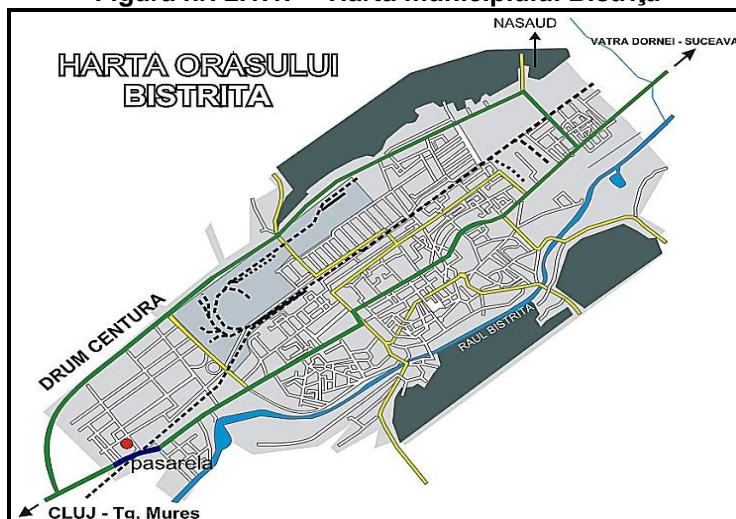 NASAUD
VATRA DORNEI - SUCEAVA
HARTA ORASULUI
BISTRITA
DRUM CENTURA
RAUL BISTRITA
pasarela
CLUJ - Tg. Mures